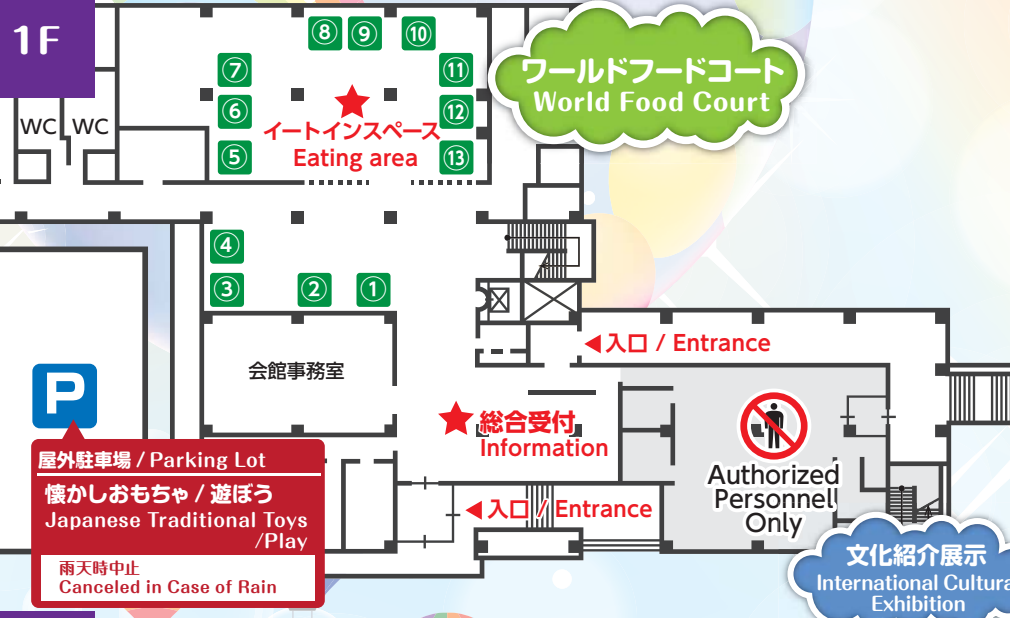 1F
⑧ ⑨ ⑩
ワールドフードコート
World Food Court
⑦
⑪
⑥
⑫
WC WC
イートインスペース
Eating area
⑤
⑬
④
③ ② ①
入口 / Entrance
会館事務室
P
総合受付
Information
屋外駐車場 / Parking Lot
懐かしおもちゃ / 遊ぼう
Japanese Traditional Toys
/Play
雨天時中止
Canceled in Case of Rain
入口 / Entrance
Authorized
Personnel
Only
文化紹介展示
International Cultura
Exhibition